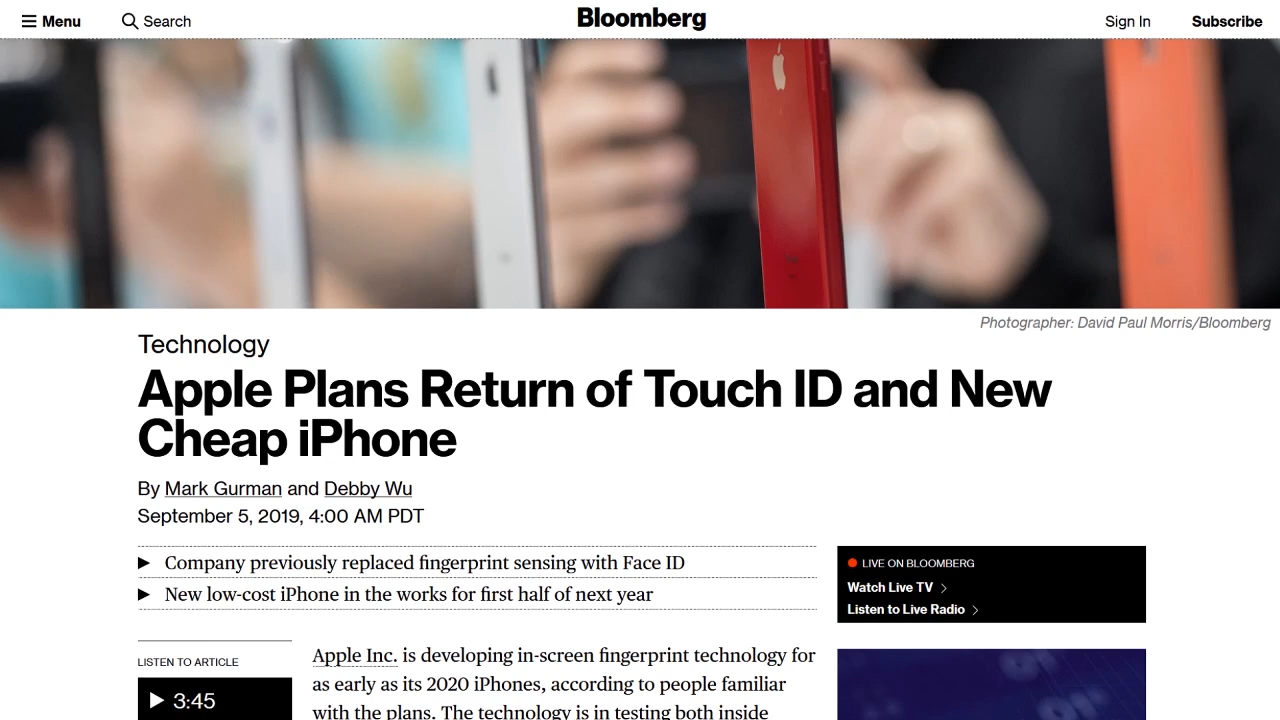 Menu
Search
Bloomberg
Sign In
Subscribe
Photographer: David Paul Morris/Bloomberg
Technology
Apple Plans Return of Touch ID and New
Cheap iPhone
By Mark Gurman and Debby Wu
September 5, 2019, 4:00 AM PDT
Company previously replaced fingerprint sensing with Face ID
New low-cost iPhone in the works for first half of next year
LIVE ON BLOOMBERG
Watch Live TV
Listen to Live Radio
LISTEN TO ARTICLE
3:45
Apple Inc. is developing in-screen fingerprint technology for
as early as its 2020 iPhones, according to people familiar
with the plans. The technology is in testing both inside